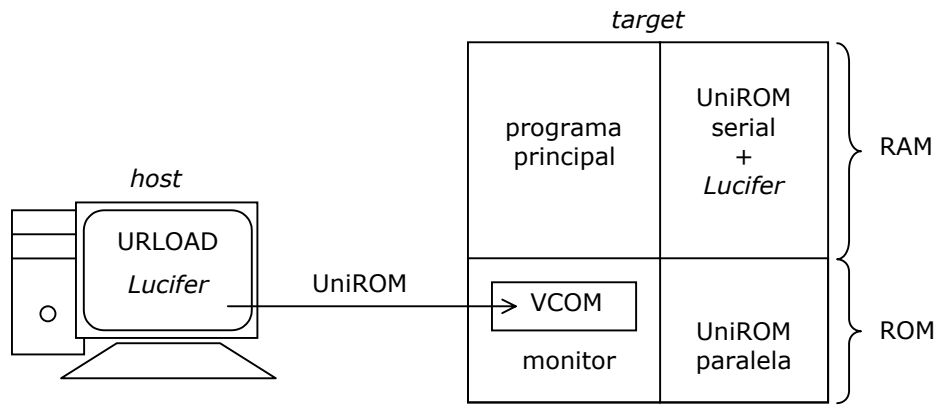 target
programa
principal
UniROM
serial
+
Lucifer
RAM
host
URLOAD
Lucifer
UniROM
VCOM
monitor
UniROM
paralela
ROM